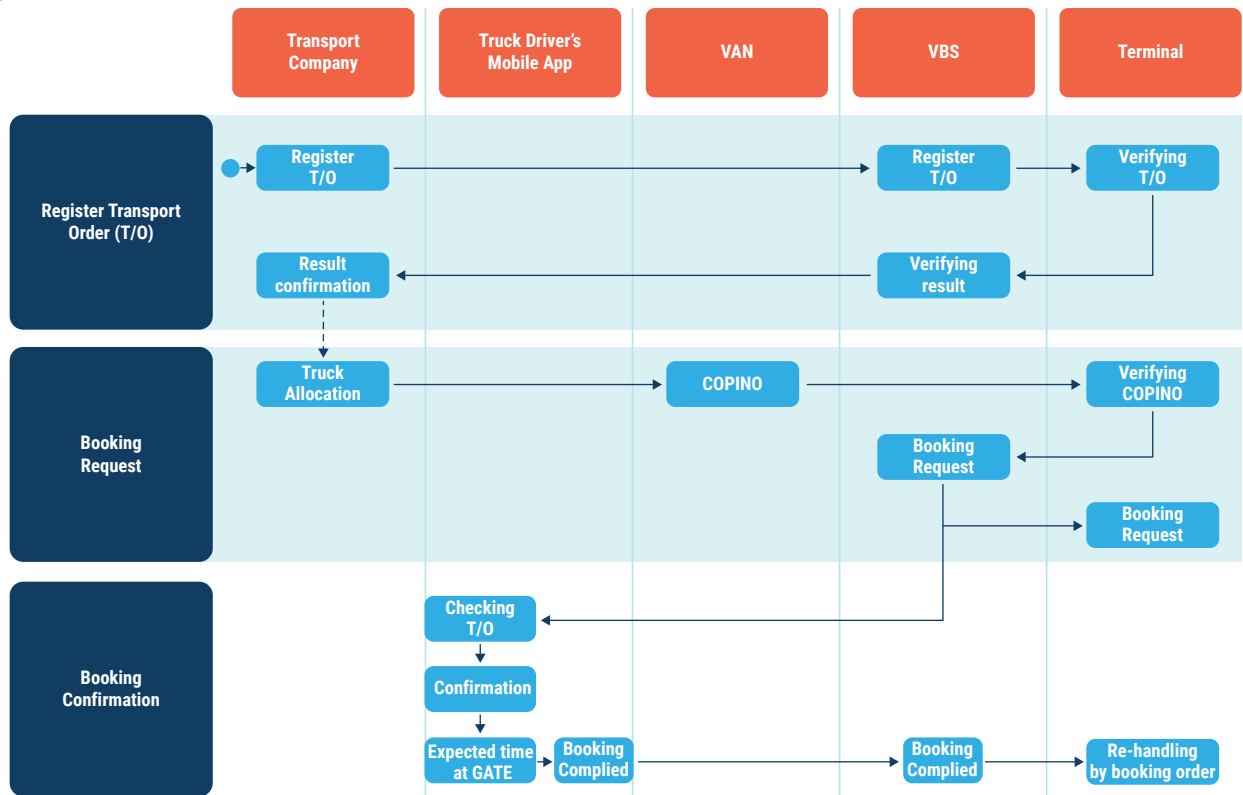 Transport
Company
Truck Driver's
Mobile App
VAN
VBS
Terminal
Register Transport
Order (T/O)
Register
T/O
Register
T/O
Verifying
T/O
Result
confirmation
Verifying
result
Booking
Request
Truck
Allocation
COPINO
Verifying
COPINO
Booking
Request
Booking
Request
Booking
Confirmation
Checking
T/O
Confirmation
Expected time
at GATE
Booking
Complied
Booking
Complied
Re-handling
by booking order